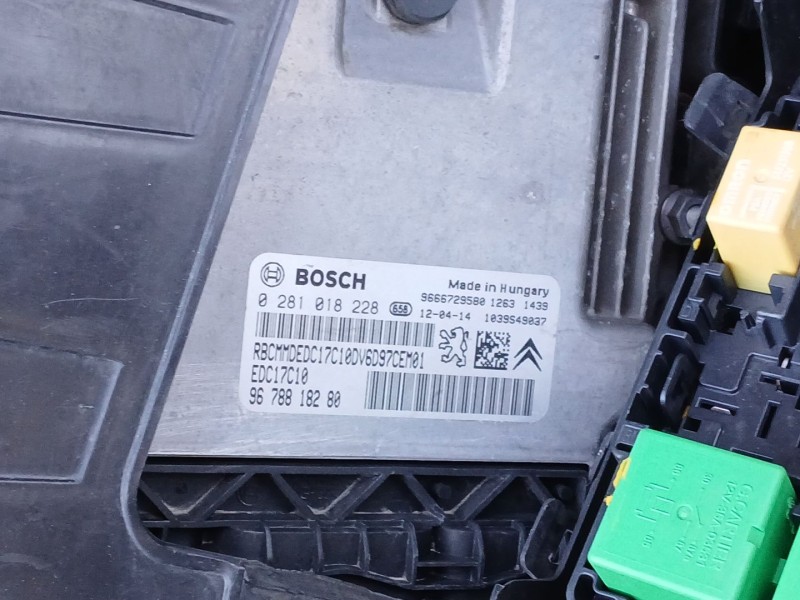 BOSCH
Made in Hungary
0 281 018 228 658
9666729580 1263 1439
12-04-14 1039S49037
RBCMMDEDC17C10DV6D97CEM01
EDC17C10
96 788 182 80